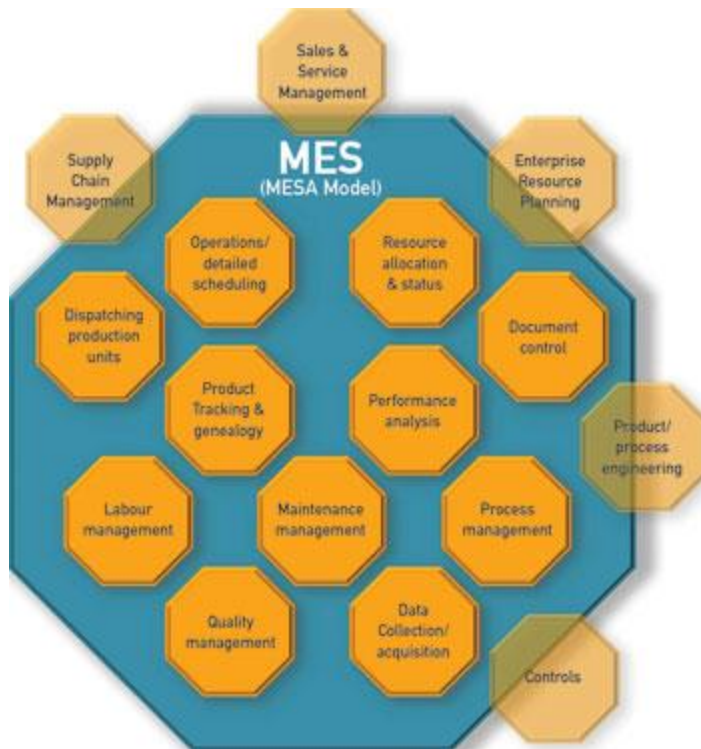 Sales &
Service
Management
MES
(MESA Model)
Supply
Chain
Management
Enterprise
Resource
Planning
Operations/
detailed
scheduling
Resource
allocation
& status
Dispatching
production
units
Document
control
Product
Tracking &
genealogy
Performance
analysis
Product/
process
engineering
Labour
management
Maintenance
management
Process
management
Quality
management
Data
Collection/
acquisition
Controls